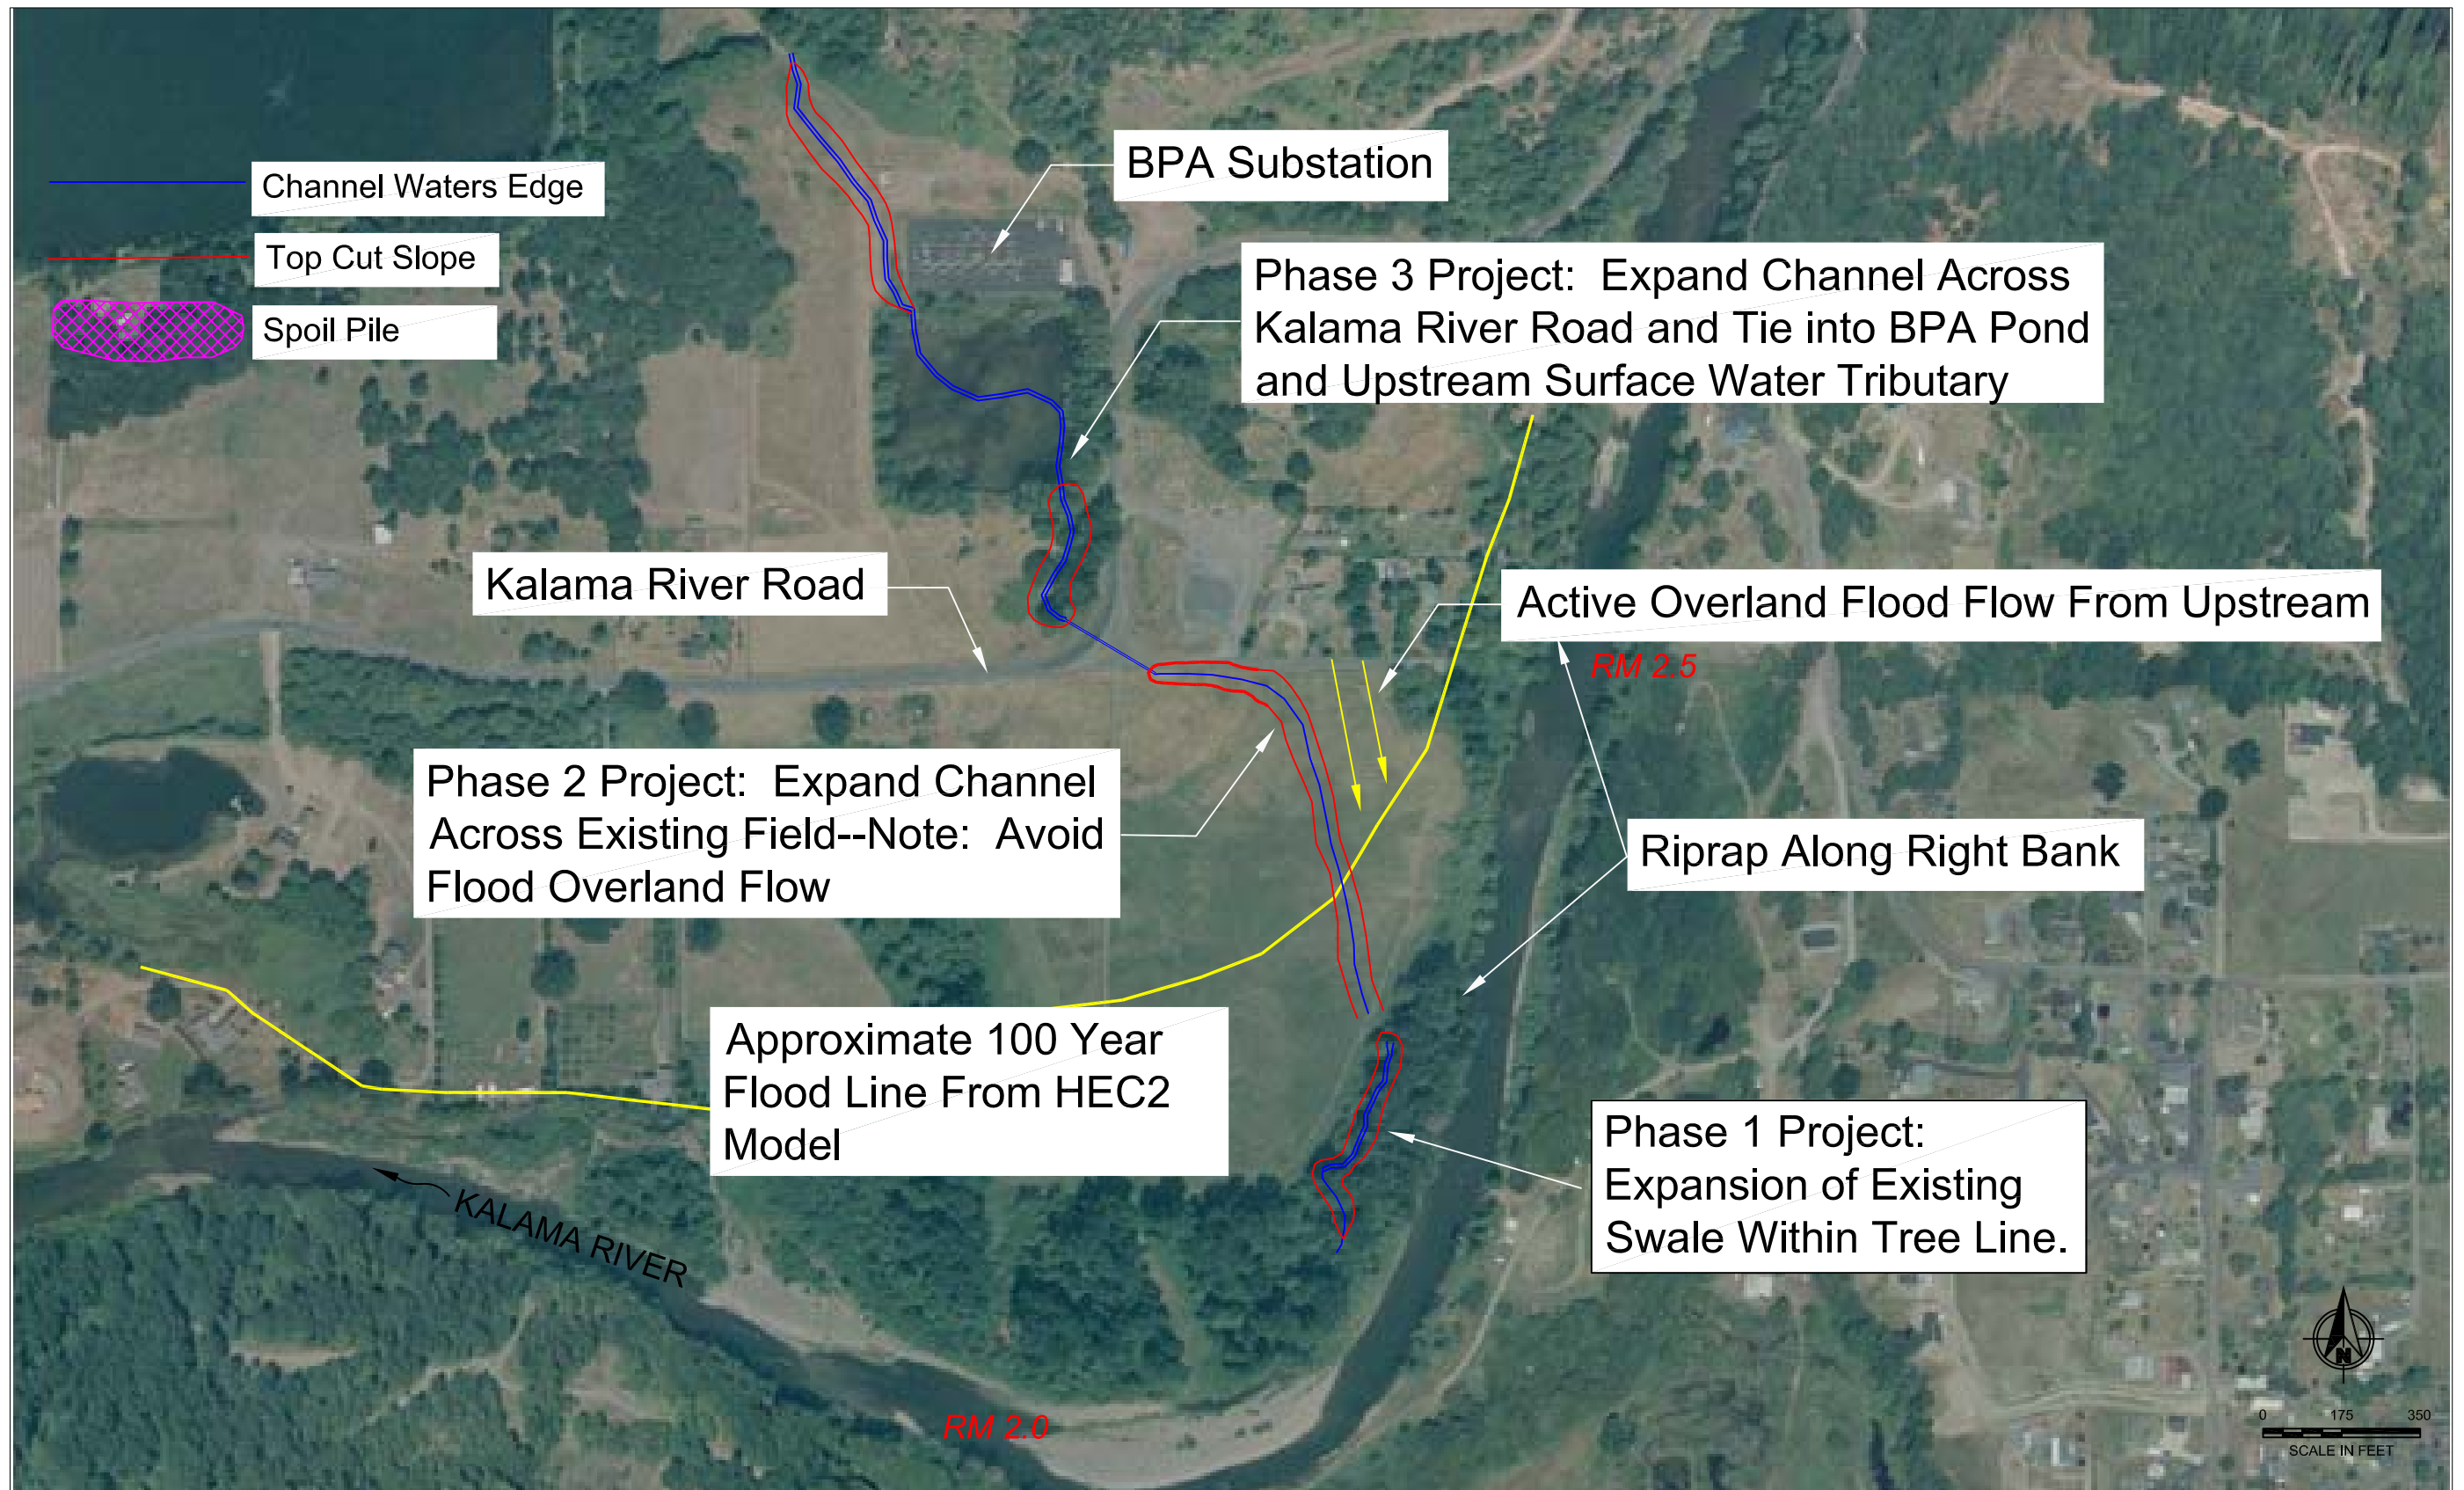 BPA Substation
Channel Waters Edge
Top Cut Slope
Spoil Pile
Phase 3 Project: Expand Channel Across
Kalama River Road and Tie into BPA Pond
and Upstream Surface Water Tributary
Kalama River Road
Active Overland Flood Flow From Upstream
RM 2.5
Phase 2 Project: Expand Channel
Across Existing Field--Note: Avoid
Flood Overland Flow
Riprap Along Right Bank
Approximate 100 Year
Flood Line From HEC2
Model
Phase 1 Project:
Expansion of Existing
Swale Within Tree Line.
KALAMA RIVER
RM 2.0
N
0 175 350
SCALE IN FEET